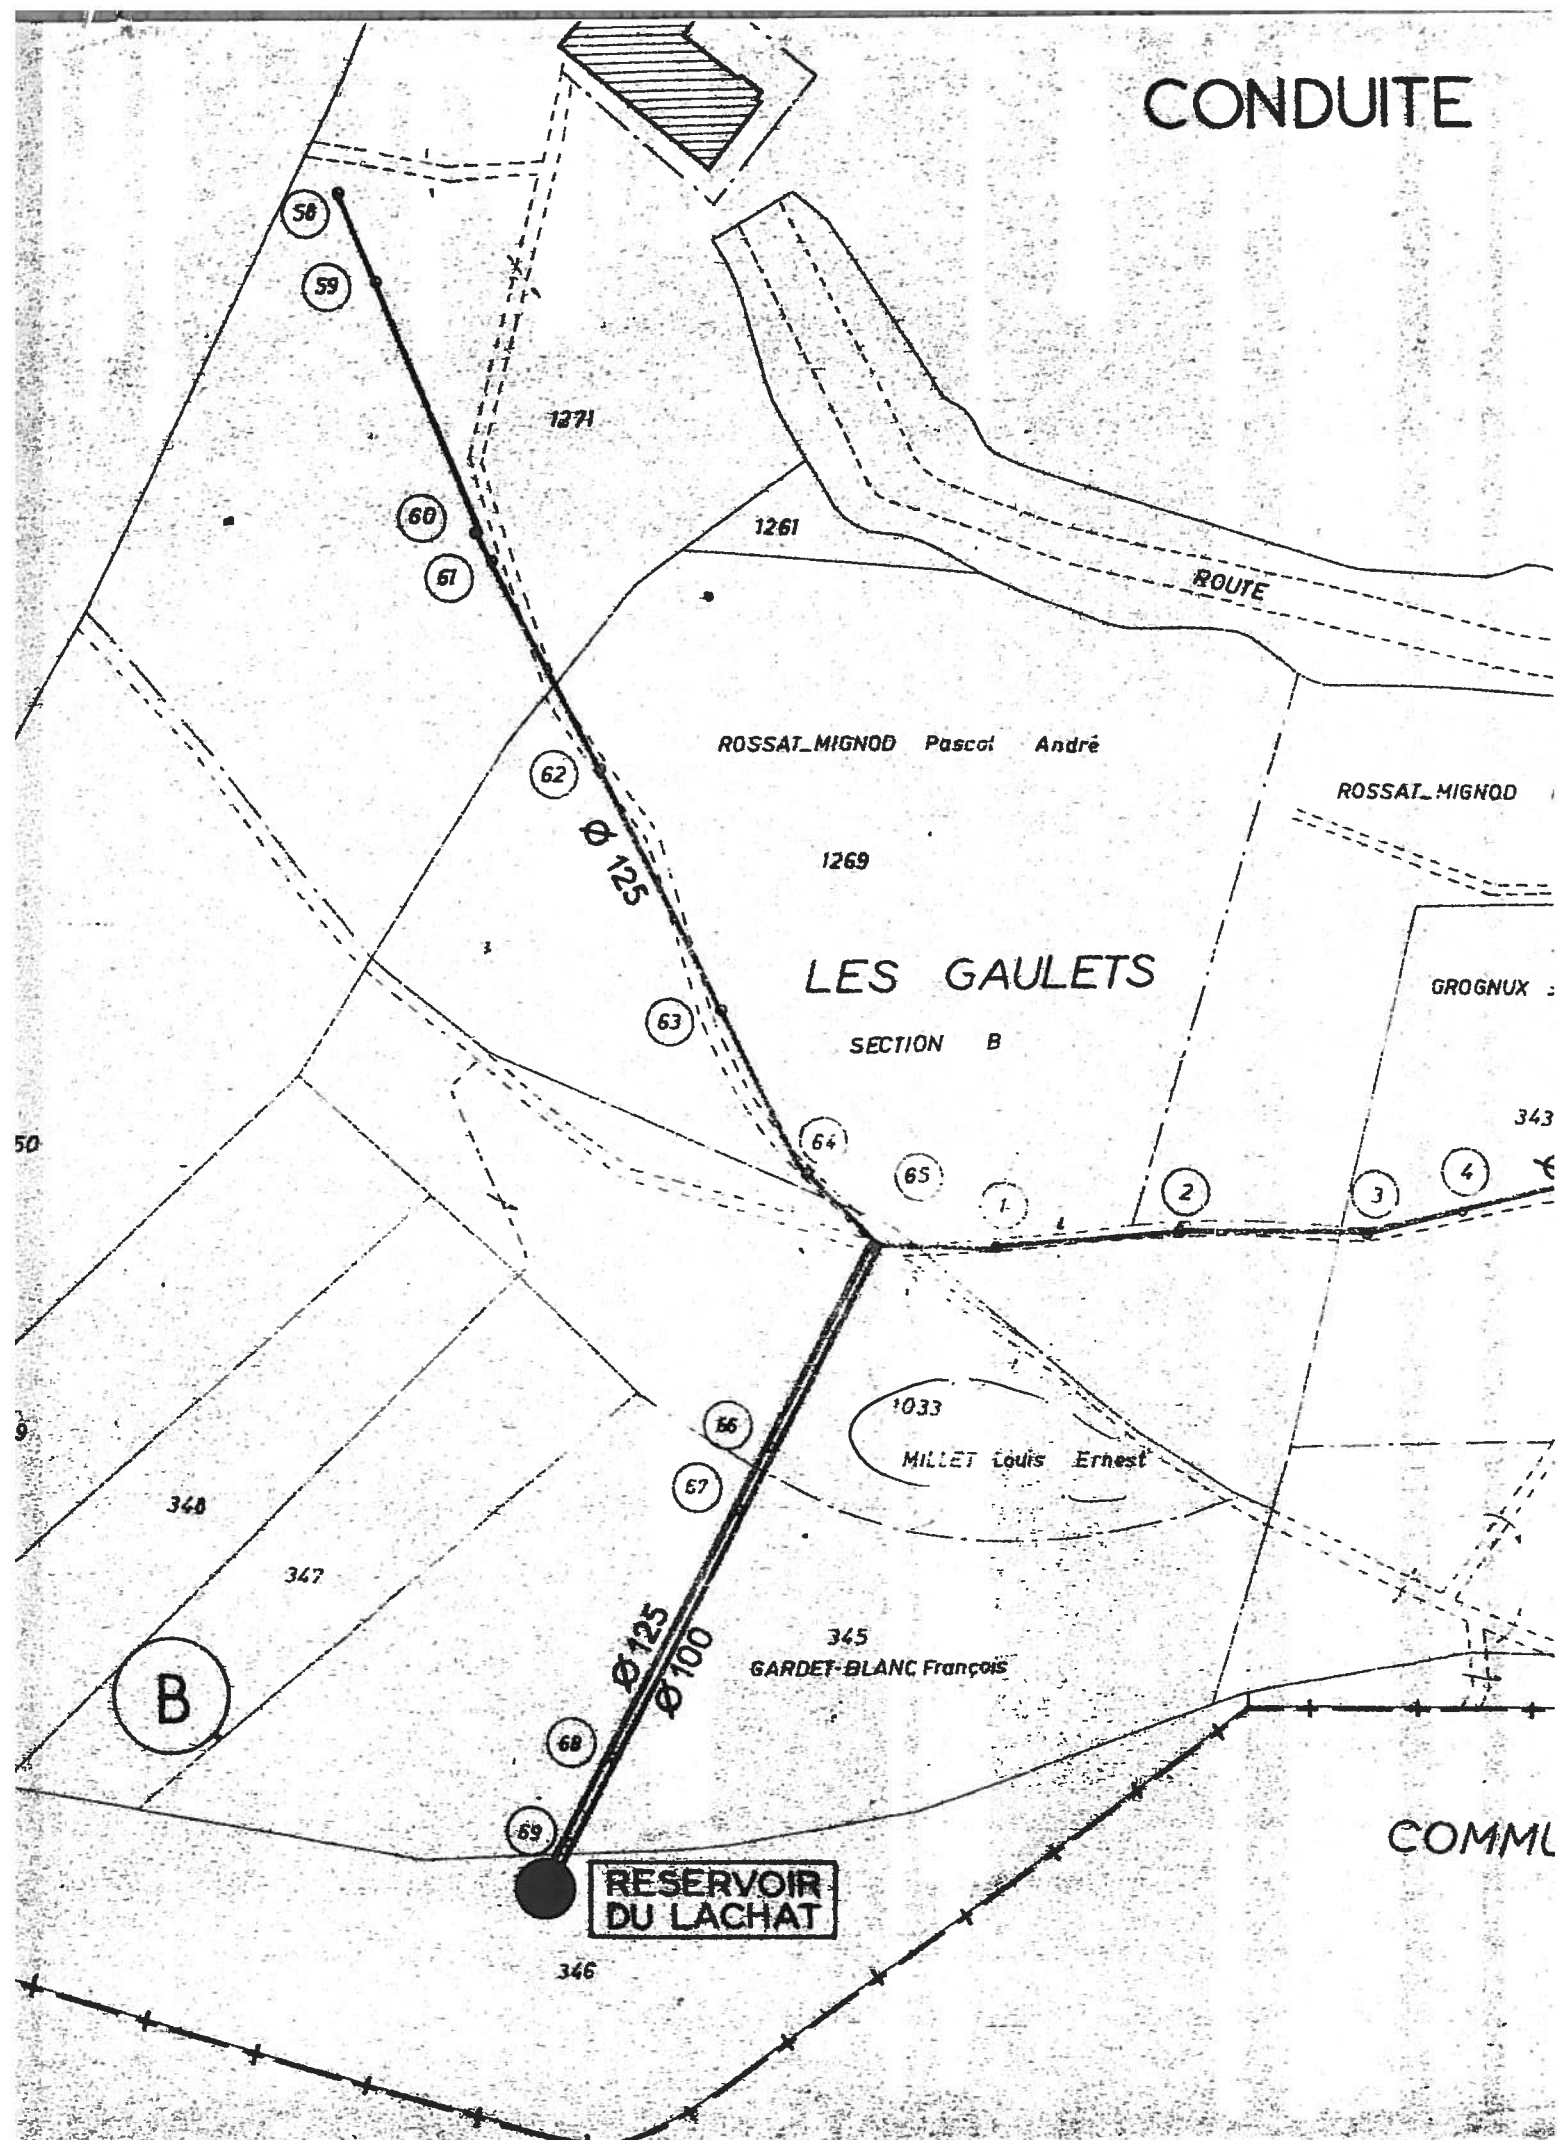 CONDUITE
58
59
1271
60
1261
61
ROUTE
ROSSAT_MIGNOD Pascal André
62
ROSSAT_MIGNOD
Ø 125
1269
LES GAULETS
GROGNUX
63
SECTION B
343
50
64
65
1
2
3
4
66
1033
MILLET Louis Ernest
67
9
348
347
Ø 125
Ø 100
345
GARDET-BLANC François
B
68
69
COMMU
RESERVOIR
DU LACHAT
346